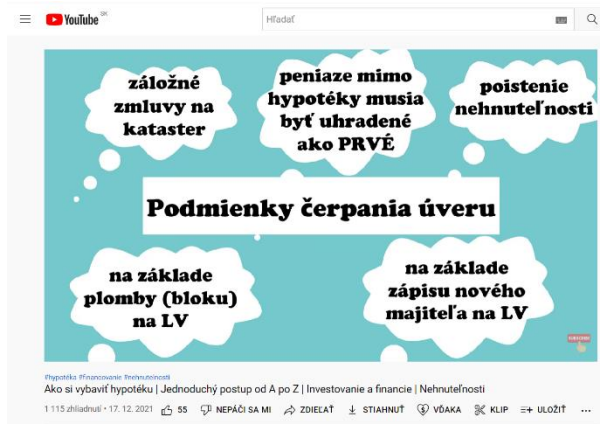 YouTube SK
Hľadať
záložné
zmluvy na
kataster
peniaze mimo
hypotéky musia
byť uhradené
ako PRVÉ
poistenie
nehnuteľnosti
Podmienky čerpania úveru
na základe
plomby (bloku)
na LV
na základe
zápisu nového
majiteľa na LV
SUBSCRIBE
#hypotéka #financovanie #nehnutelnosti
Ako si vybaviť hypotéku | Jednoduchý postup od A po Z | Investovanie a financie | Nehnuteľnosti
1 115 zhliadnutí • 17. 12. 2021 55 NEPÁČI SA MI ZDIEĽAŤ STIAHNUŤ VĎAKA KLIP ULOŽIŤ ...